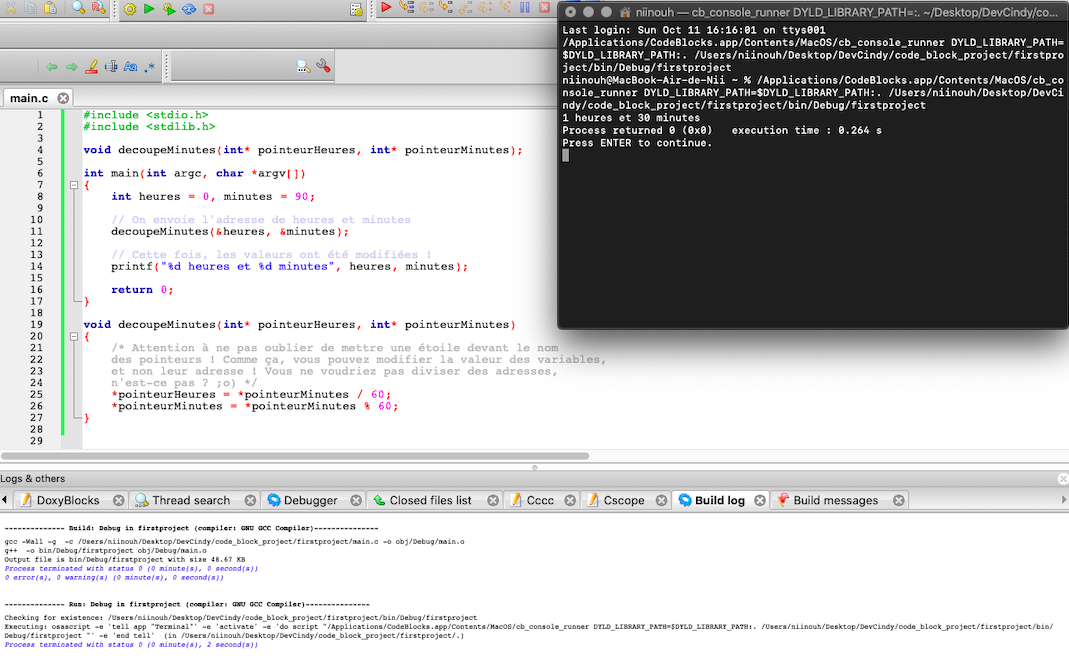 niinouh — cb_console_runner DYLD_LIBRARY_PATH=:. ~/Desktop/DevCindy/co...
Last login: Sun Oct 11 16:16:01 on ttys001
/Applications/CodeBlocks.app/Contents/MacOS/cb_console_runner DYLD_LIBRARY_PATH=
$DYLD_LIBRARY_PATH:. /Users/niinouh/Desktop/DevCindy/code_block_project/firstpro
ject/bin/Debug/firstproject
niinouh@MacBook-Air-de-Nii ~ % /Applications/CodeBlocks.app/Contents/MacOS/cb_co
nsole_runner DYLD_LIBRARY_PATH=$DYLD_LIBRARY_PATH:. /Users/niinouh/Desktop/DevCi
ndy/code_block_project/firstproject/bin/Debug/firstproject
1 heures et 30 minutes
Process returned 0 (0x0)   execution time : 0.264 s
Press ENTER to continue.
Aa .*
main.c
1 #include <stdio.h>
2 #include <stdlib.h>
3
4 void decoupeMinutes(int* pointeurHeures, int* pointeurMinutes);
5
6 int main(int argc, char *argv[])
7 {
8     int heures = 0, minutes = 90;
9
10     // On envoie l'adresse de heures et minutes
11     decoupeMinutes(&heures, &minutes);
12
13     // Cette fois, les valeurs ont été modifiées !
14     printf("%d heures et %d minutes", heures, minutes);
15
16     return 0;
17 }
18
19 void decoupeMinutes(int* pointeurHeures, int* pointeurMinutes)
20 {
21     /* Attention à ne pas oublier de mettre une étoile devant le nom
22     des pointeurs ! Comme ça, vous pouvez modifier la valeur des variables,
23     et non leur adresse ! Vous ne voudriez pas diviser des adresses,
24     n'est-ce pas ? ;o) */
25     *pointeurHeures = *pointeurMinutes / 60;
26     *pointeurMinutes = *pointeurMinutes % 60;
27 }
28
29
Logs & others
DoxyBlocks Thread search Debugger Closed files list Cccc Cscope Build log Build messages
-------------- Build: Debug in firstproject (compiler: GNU GCC Compiler)---------------
gcc -Wall -g  -c /Users/niinouh/Desktop/DevCindy/code_block_project/firstproject/main.c -o obj/Debug/main.o
g++  -o bin/Debug/firstproject obj/Debug/main.o
Output file is bin/Debug/firstproject with size 48.67 KB
Process terminated with status 0 (0 minute(s), 0 second(s))
0 error(s), 0 warning(s) (0 minute(s), 0 second(s))
-------------- Run: Debug in firstproject (compiler: GNU GCC Compiler)---------------
Checking for existence: /Users/niinouh/Desktop/DevCindy/code_block_project/firstproject/bin/Debug/firstproject
Executing: osascript -e 'tell app "Terminal"' -e 'activate' -e 'do script "/Applications/CodeBlocks.app/Contents/MacOS/cb_console_runner DYLD_LIBRARY_PATH=$DYLD_LIBRARY_PATH:. /Users/niinouh/Desktop/DevCindy/code_block_project/firstproject/bin/
Debug/firstproject "' -e 'end tell'  (in /Users/niinouh/Desktop/DevCindy/code_block_project/firstproject/.)
Process terminated with status 0 (0 minute(s), 2 second(s))